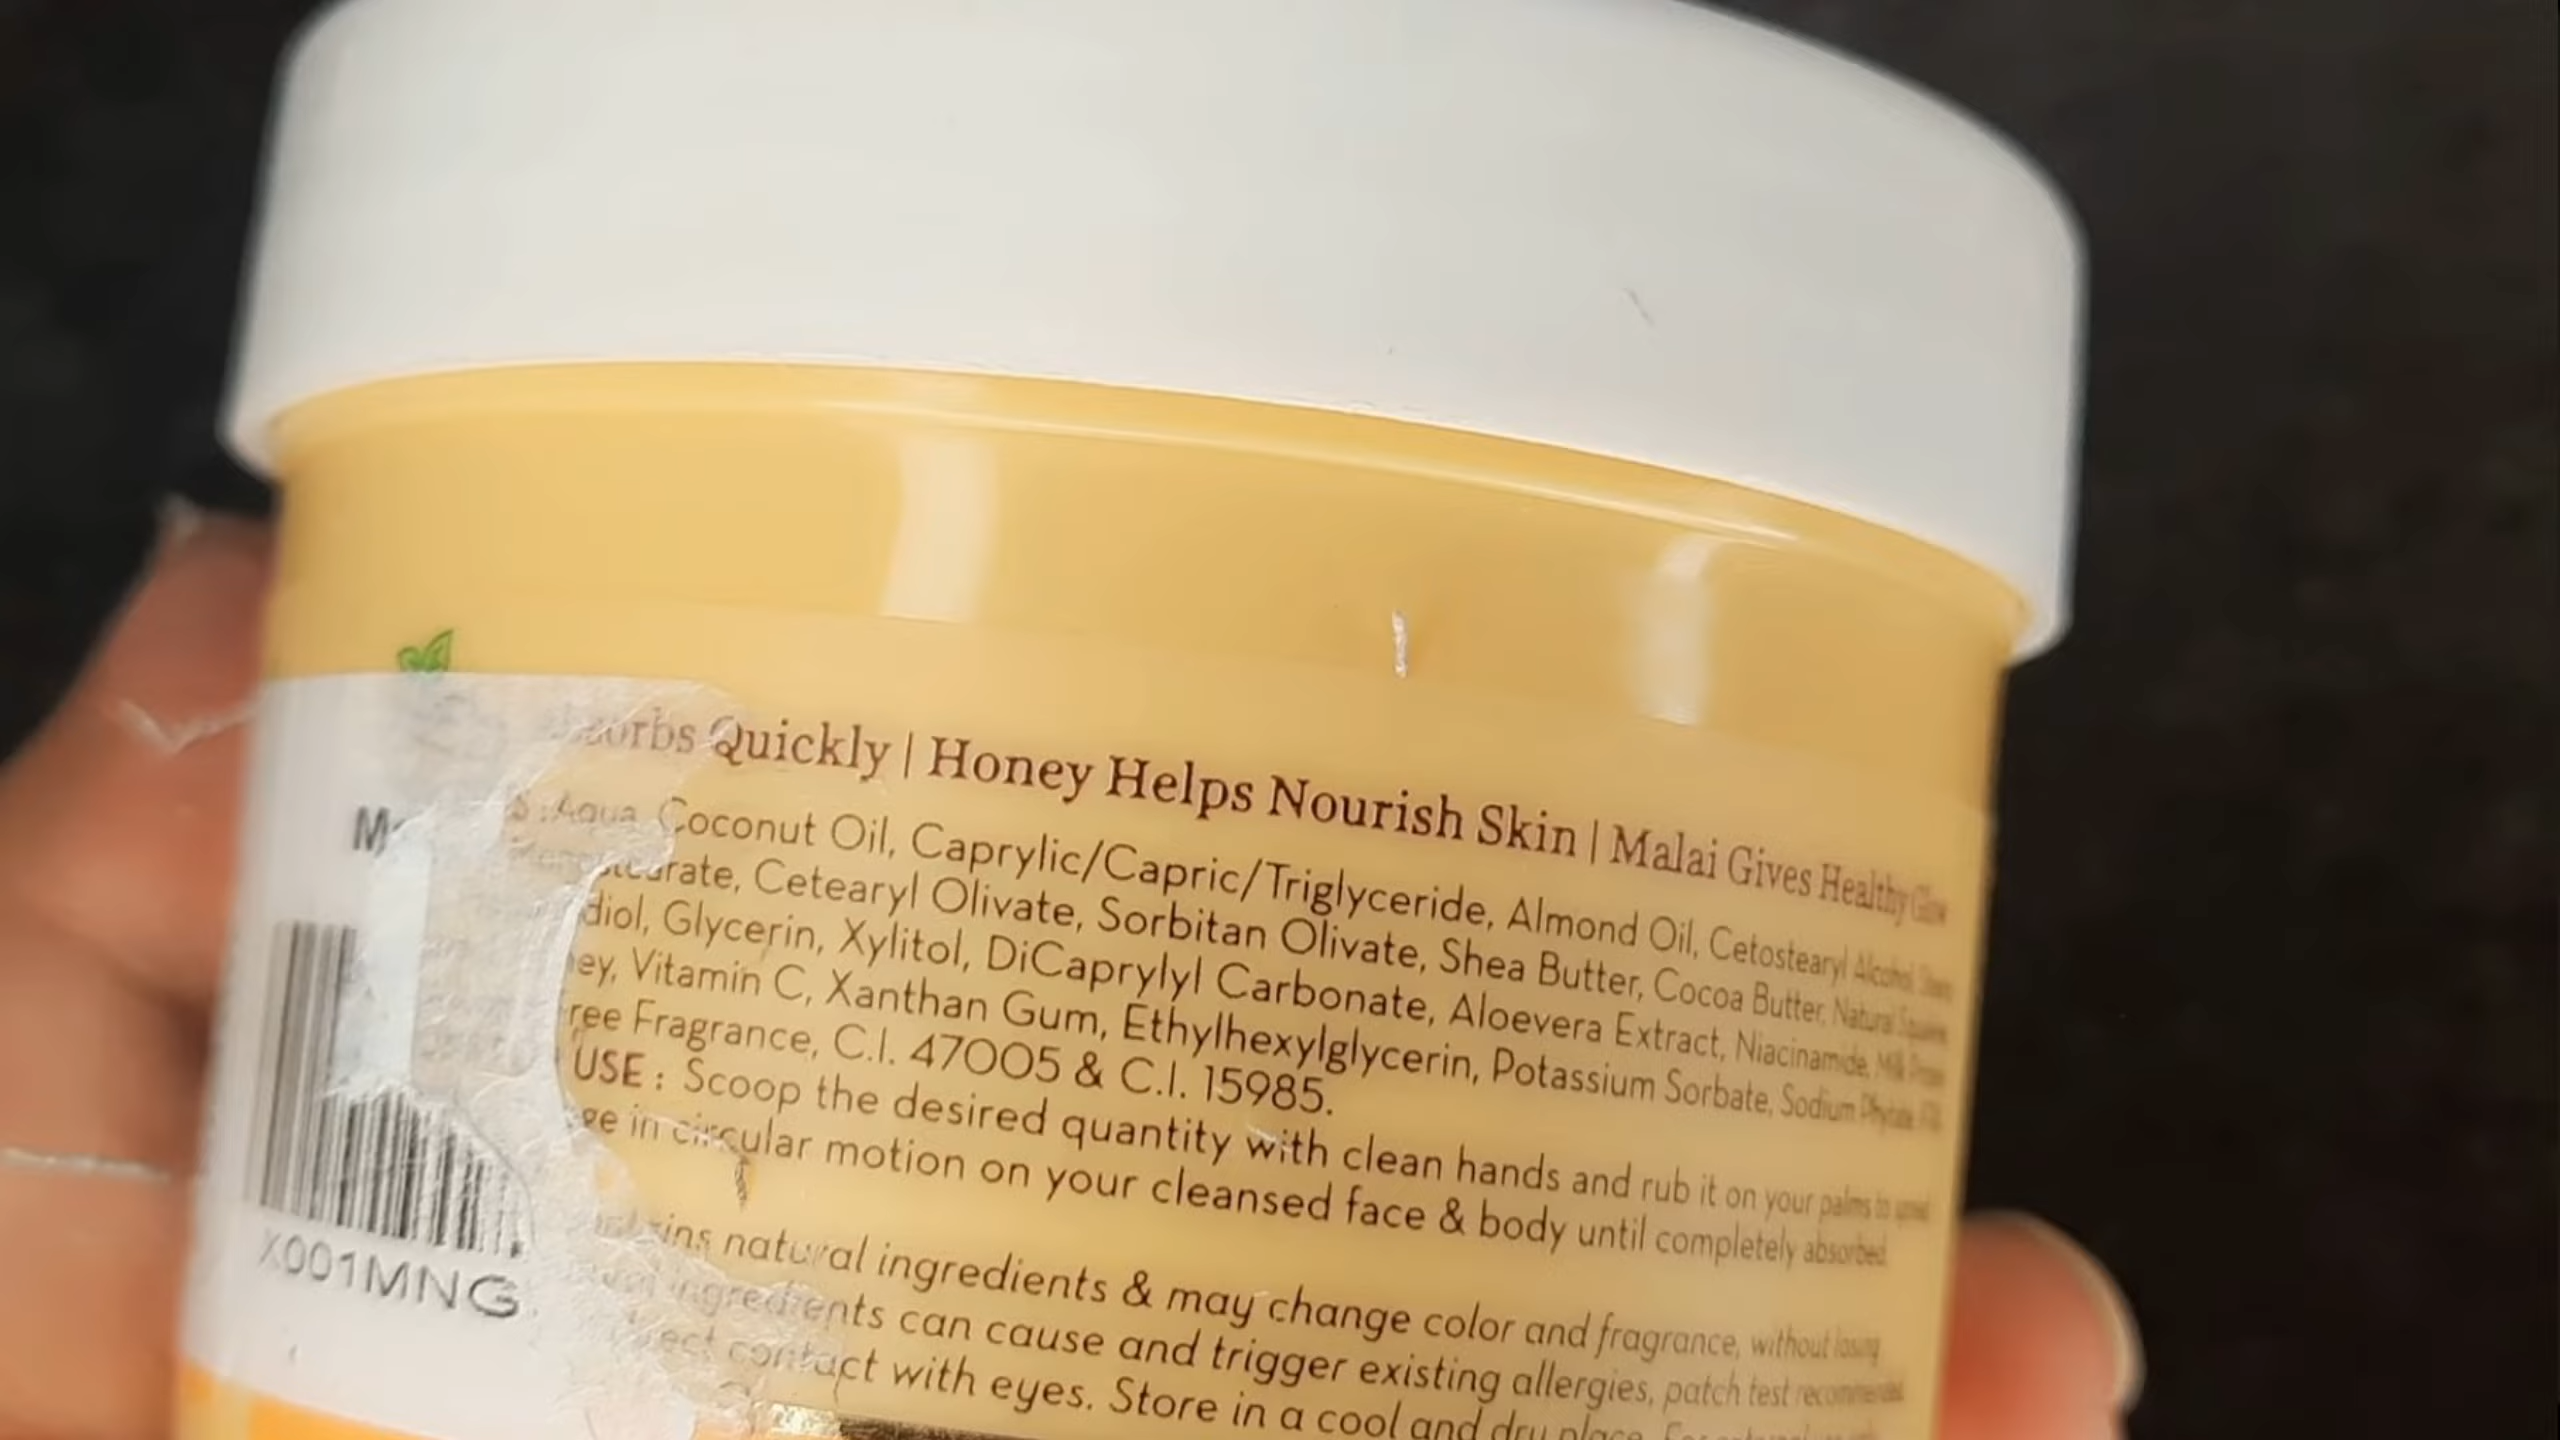 Quickly | Honey Helps Nourish Skin | Malai Gives Healthy Glow
Aqua, Coconut Oil, Caprylic/Capric/Triglyceride, Almond Oil, Cetostearyl Alcohol,
Cetearyl Olivate, Sorbitan Olivate, Shea Butter, Cocoa Butter, Natural
diol, Glycerin, Xylitol, DiCaprylyl Carbonate, Aloevera Extract, Niacinamide, Milk
ey, Vitamin C, Xanthan Gum, Ethylhexylglycerin, Potassium Sorbate, Sodium
ree Fragrance, C.I. 47005 & C.I. 15985.
USE : Scoop the desired quantity with clean hands and rub it on your palms to
ge in circular motion on your cleansed face & body until completely absorbed.
natural ingredients & may change color and fragrance, without losing
ingredients can cause and trigger existing allergies, patch test
contact with eyes. Store in a cool and dry place.
X001MNG